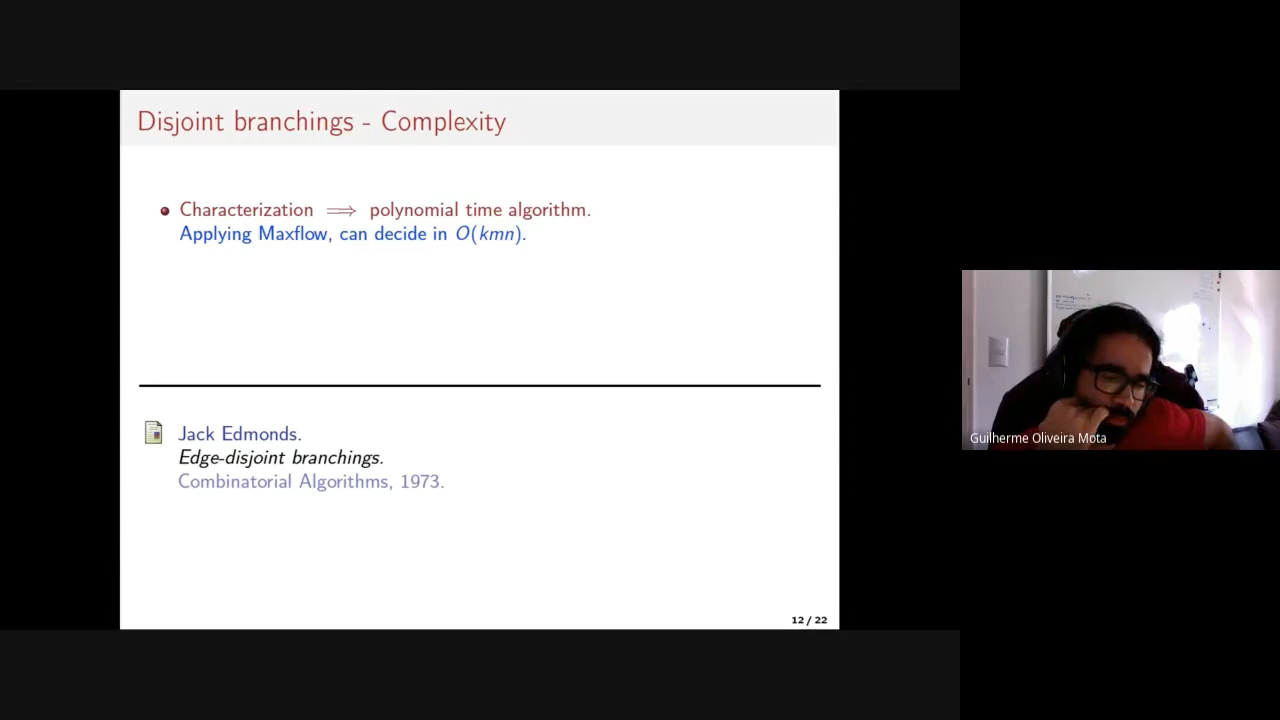 Disjoint branchings - Complexity
Characterization ⟹ polynomial time algorithm.
Applying Maxflow, can decide in O(kmn).
Jack Edmonds.
Edge-disjoint branchings.
Combinatorial Algorithms, 1973.
12 / 22
Guilherme Oliveira Mota